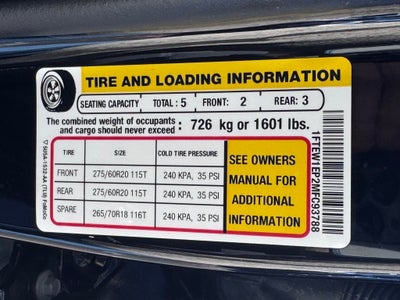 TIRE AND LOADING INFORMATION
SEATING CAPACITY TOTAL : 5 FRONT: 2 REAR: 3
The combined weight of occupants
and cargo should never exceed : 726 kg or 1601 lbs.
TIRE SIZE COLD TIRE PRESSURE
FRONT 275/60R20 115T 240 KPA, 35 PSI
REAR 275/60R20 115T 240 KPA, 35 PSI
SPARE 265/70R18 116T 240 KPA, 35 PSI
SEE OWNERS
MANUAL FOR
ADDITIONAL
INFORMATION
1FTEW1EP2MFC93788